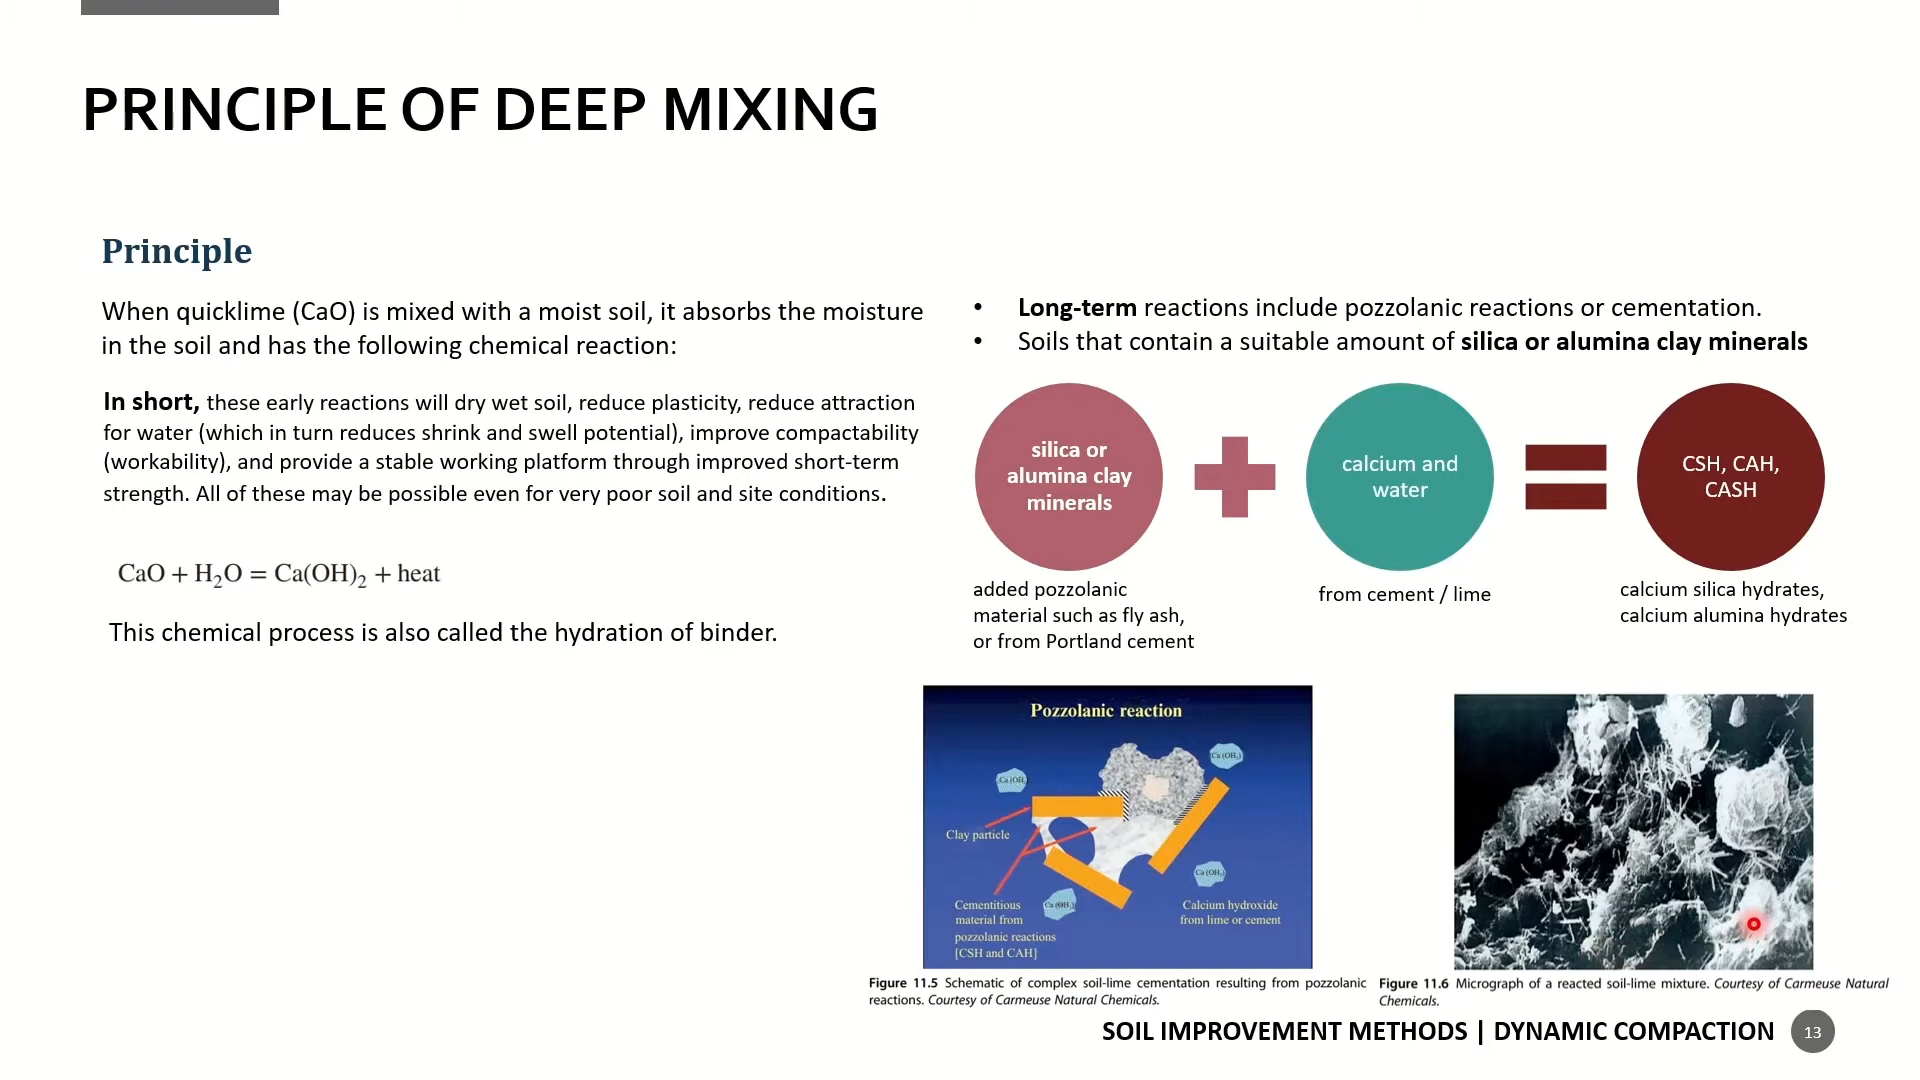 PRINCIPLE OF DEEP MIXING
Principle
When quicklime (CaO) is mixed with a moist soil, it absorbs the moisture
in the soil and has the following chemical reaction:
In short, these early reactions will dry wet soil, reduce plasticity, reduce attraction
for water (which in turn reduces shrink and swell potential), improve compactability
(workability), and provide a stable working platform through improved short-term
strength. All of these may be possible even for very poor soil and site conditions.
CaO + H₂O = Ca(OH)₂ + heat
This chemical process is also called the hydration of binder.
• Long-term reactions include pozzolanic reactions or cementation.
• Soils that contain a suitable amount of silica or alumina clay minerals
silica or
alumina clay
minerals
calcium and
water
CSH, CAH,
CASH
added pozzolanic
material such as fly ash,
or from Portland cement
from cement / lime
calcium silica hydrates,
calcium alumina hydrates
Pozzolanic reaction
Ca (OH₂)
Ca (OH
Clay particle
Ca (OH₂)
Ca (OH₂)
Cementitious
material from
pozzolanic reactions
[CSH and CAH]
Calcium hydroxide
from lime or cement
Figure 11.5 Schematic of complex soil-lime cementation resulting from pozzolanic
reactions. Courtesy of Carmeuse Natural Chemicals.
Figure 11.6 Micrograph of a reacted soil-lime mixture. Courtesy of Carmeuse Natural
Chemicals.
SOIL IMPROVEMENT METHODS | DYNAMIC COMPACTION
13